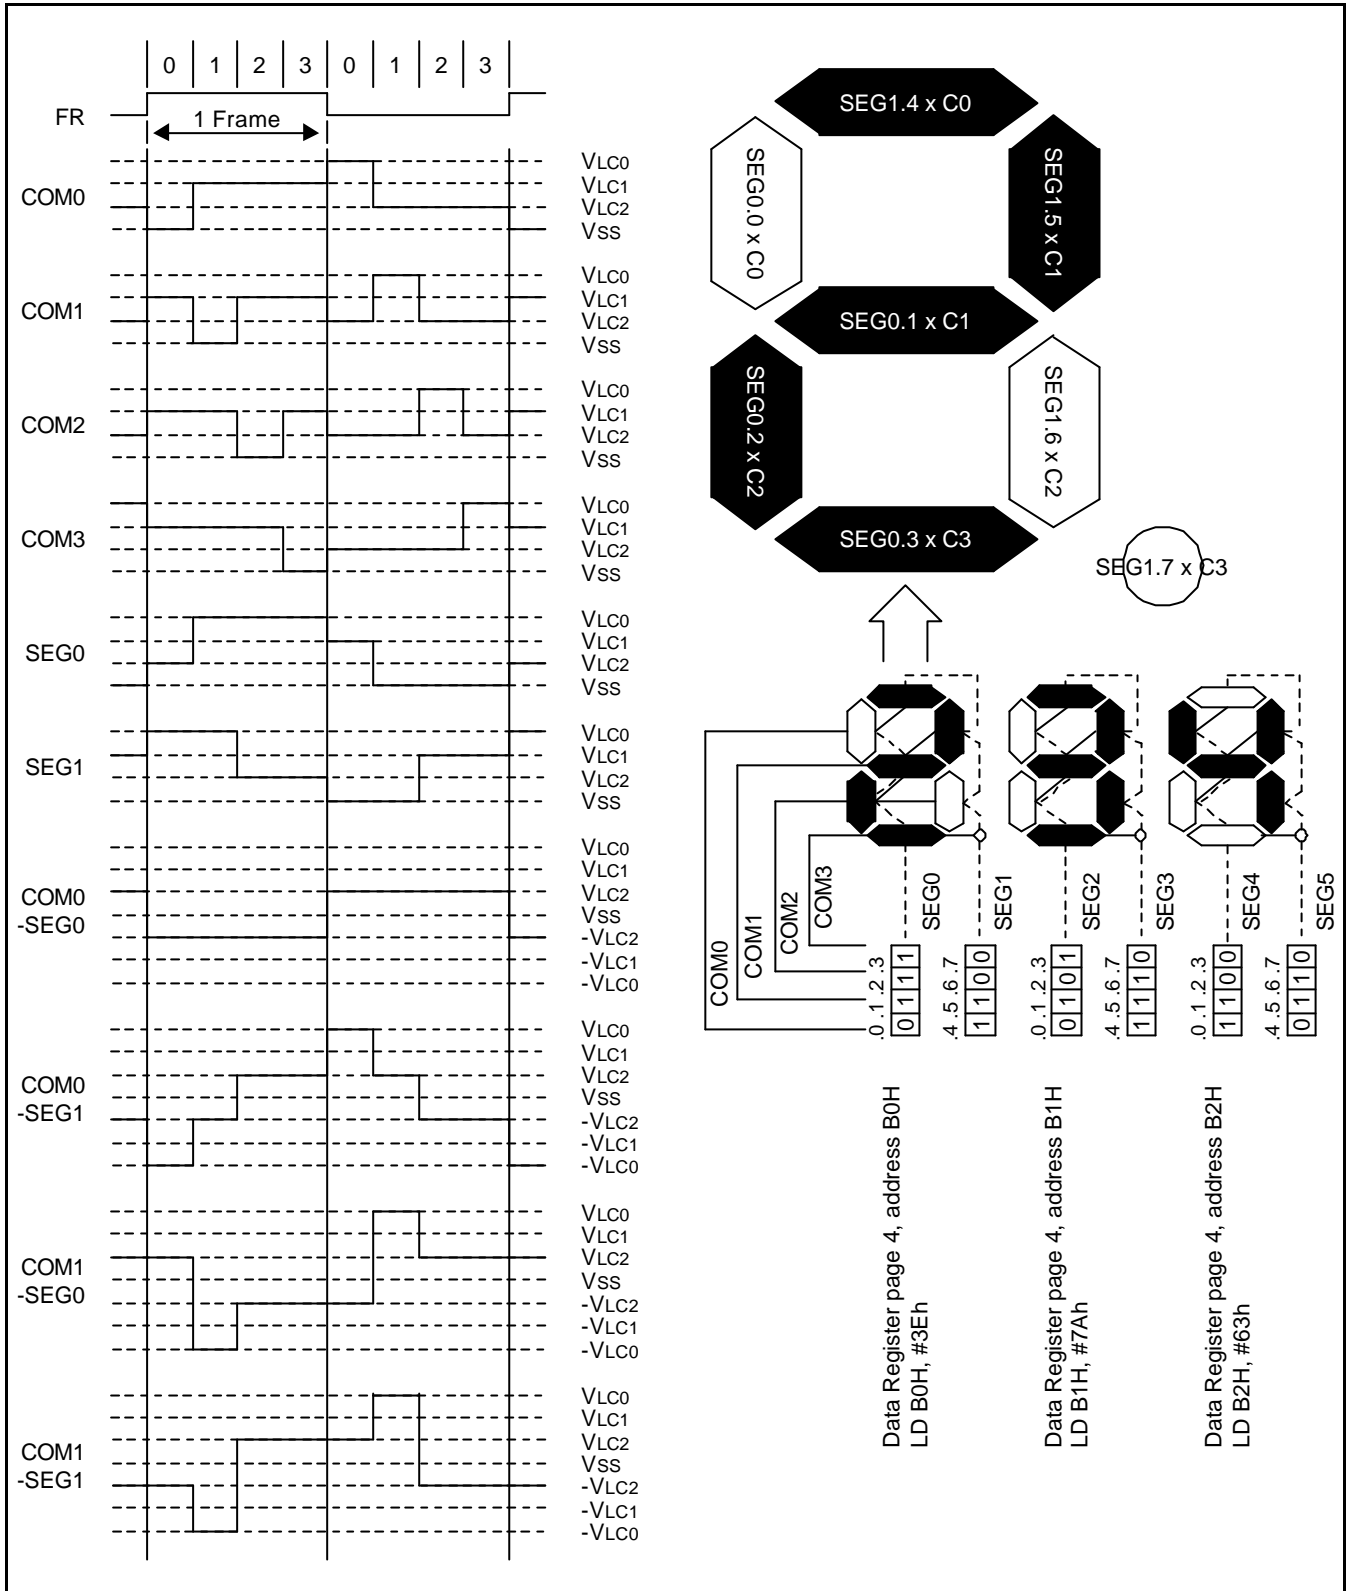 0 1 2 3 0 1 2 3
FR
1 Frame
COM0
VLC0
VLC1
VLC2
VSS
COM1
VLC0
VLC1
VLC2
VSS
COM2
VLC0
VLC1
VLC2
VSS
COM3
VLC0
VLC1
VLC2
VSS
SEG0
VLC0
VLC1
VLC2
VSS
SEG1
VLC0
VLC1
VLC2
VSS
COM0
-SEG0
VLC0
VLC1
VLC2
VSS
-VLC2
-VLC1
-VLC0
COM0
-SEG1
VLC0
VLC1
VLC2
VSS
-VLC2
-VLC1
-VLC0
COM1
-SEG0
VLC0
VLC1
VLC2
VSS
-VLC2
-VLC1
-VLC0
COM1
-SEG1
VLC0
VLC1
VLC2
VSS
-VLC2
-VLC1
-VLC0
SEG1.4 x C0
SEG0.0 x C0
SEG1.5 x C1
SEG0.1 x C1
SEG0.2 x C2
SEG1.6 x C2
SEG0.3 x C3
SEG1.7 x C3
COM0
COM1
COM2
COM3
SEG0
SEG1
SEG2
SEG3
SEG4
SEG5
.0 .1 .2 .3
0 1 1 1
.4 .5 .6 .7
1 1 0 0
.0 .1 .2 .3
0 1 0 1
.4 .5 .6 .7
1 1 1 0
.0 .1 .2 .3
1 1 0 0
.4 .5 .6 .7
0 1 1 0
Data Register page 4, address B0H
LD B0H, #3Eh
Data Register page 4, address B1H
LD B1H, #7Ah
Data Register page 4, address B2H
LD B2H, #63h